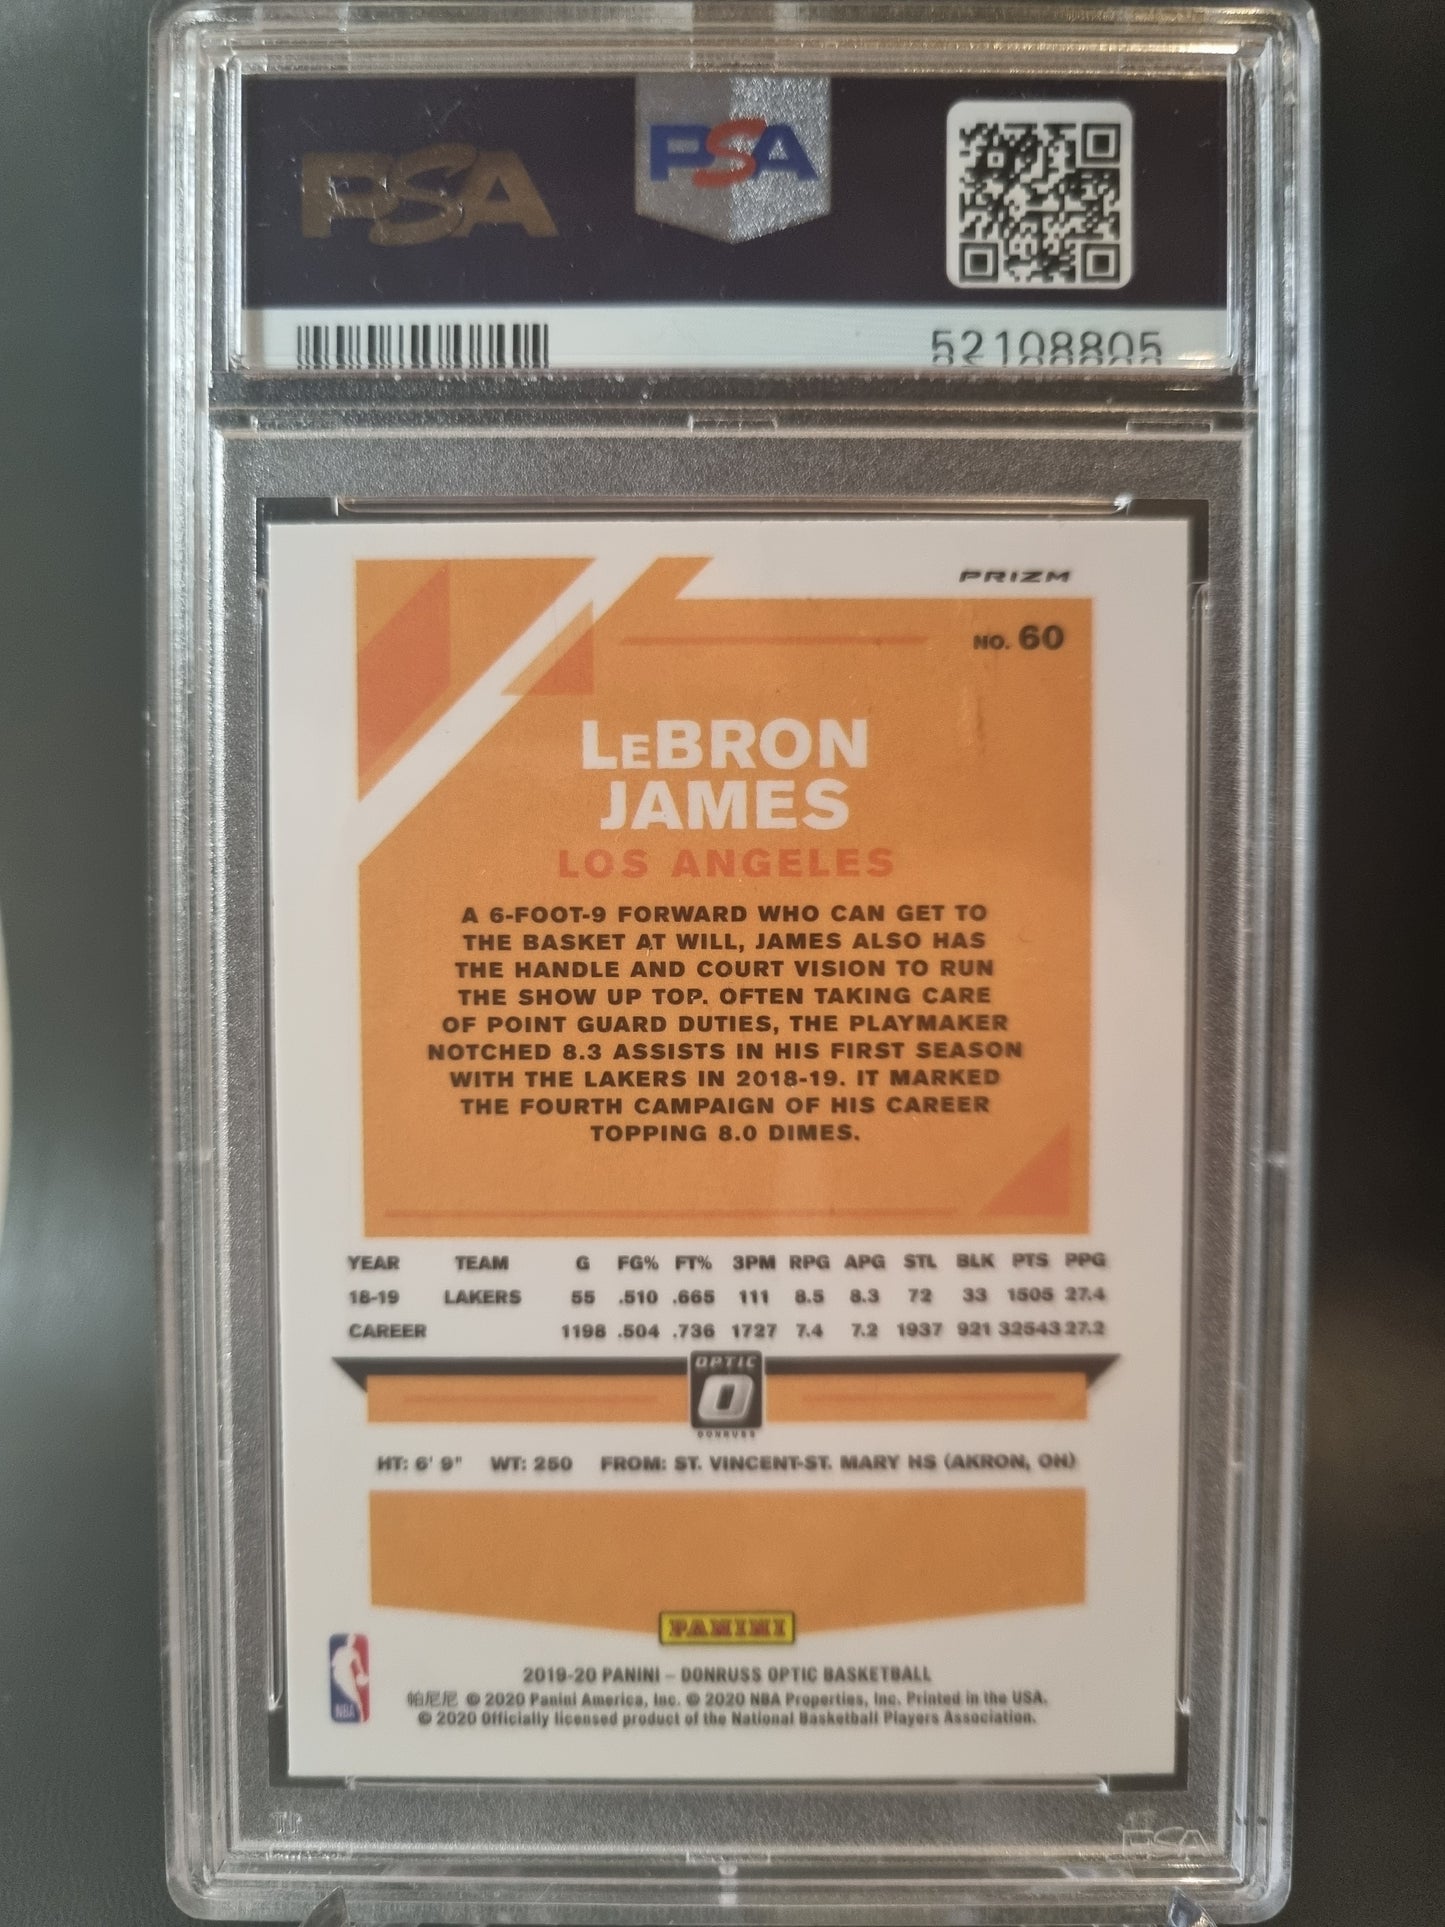 PSA
PSA
52108805
PRIZM
NO. 60
LeBRON
JAMES
LOS ANGELES
A 6-FOOT-9 FORWARD WHO CAN GET TO
THE BASKET AT WILL, JAMES ALSO HAS
THE HANDLE AND COURT VISION TO RUN
THE SHOW UP TOP. OFTEN TAKING CARE
OF POINT GUARD DUTIES, THE PLAYMAKER
NOTCHED 8.3 ASSISTS IN HIS FIRST SEASON
WITH THE LAKERS IN 2018-19. IT MARKED
THE FOURTH CAMPAIGN OF HIS CAREER
TOPPING 8.0 DIMES.
YEAR TEAM G FG% FT% 3PM RPG APG STL BLK PTS PPG
18-19 LAKERS 55 .510 .665 111 8.5 8.3 72 33 1505 27.4
CAREER 1198 .504 .736 1727 7.4 7.2 1937 921 32543 27.2
OPTIC
O
DONRUSS
HT: 6' 9" WT: 250 FROM: ST. VINCENT-ST. MARY HS (AKRON, OH)
PANINI
NBA
2019-20 PANINI – DONRUSS OPTIC BASKETBALL
帕尼尼 © 2020 Panini America, Inc. © 2020 NBA Properties, Inc. Printed in the USA.
© 2020 Officially licensed product of the National Basketball Players Association.
PSA